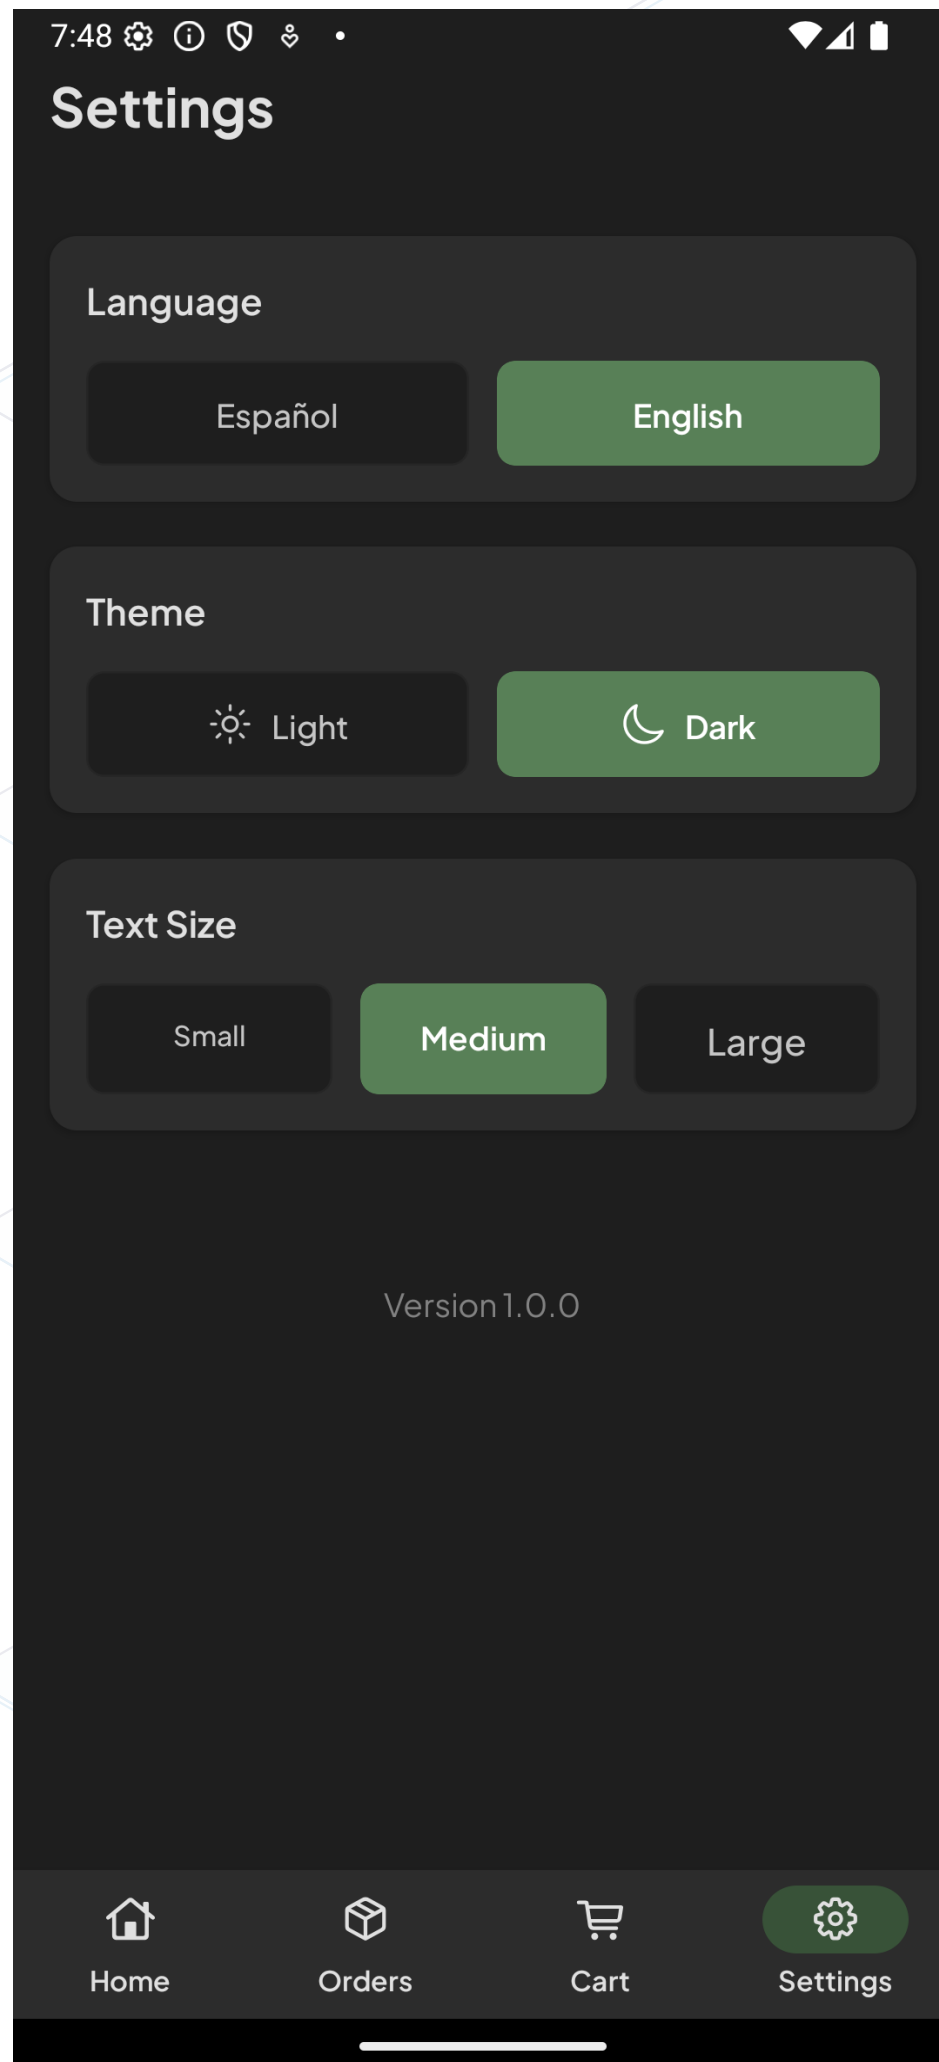 7:48
Settings
Language
Español English
Theme
Light Dark
Text Size
Small Medium Large
Version 1.0.0
Home Orders Cart Settings